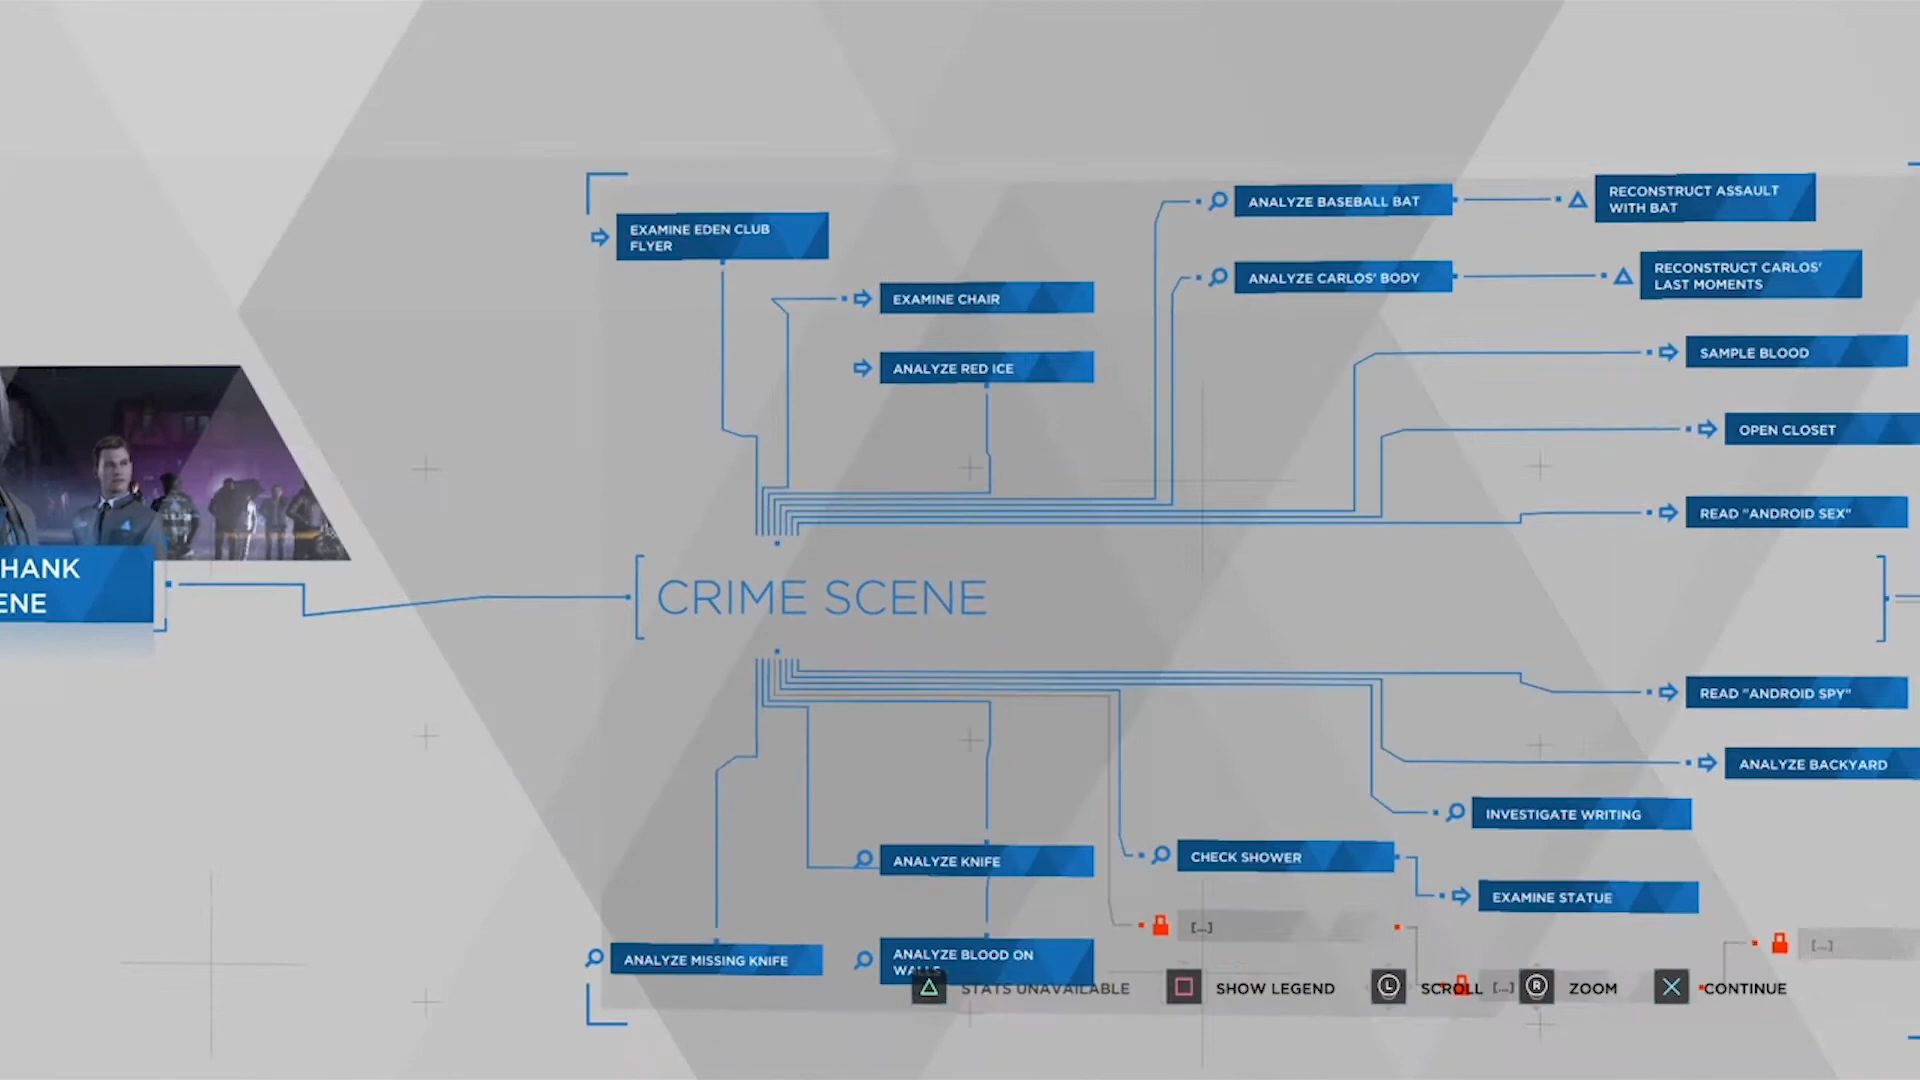 EXAMINE EDEN CLUB
FLYER
EXAMINE CHAIR
ANALYZE RED ICE
ANALYZE BASEBALL BAT
RECONSTRUCT ASSAULT
WITH BAT
ANALYZE CARLOS' BODY
RECONSTRUCT CARLOS'
LAST MOMENTS
SAMPLE BLOOD
OPEN CLOSET
READ "ANDROID SEX"
HANK
ENE
CRIME SCENE
READ "ANDROID SPY"
ANALYZE BACKYARD
INVESTIGATE WRITING
ANALYZE KNIFE
CHECK SHOWER
EXAMINE STATUE
[...]
[...]
ANALYZE MISSING KNIFE
ANALYZE BLOOD ON
WALLS
STATS UNAVAILABLE
SHOW LEGEND
L
SCROLL
[...]
R
ZOOM
CONTINUE